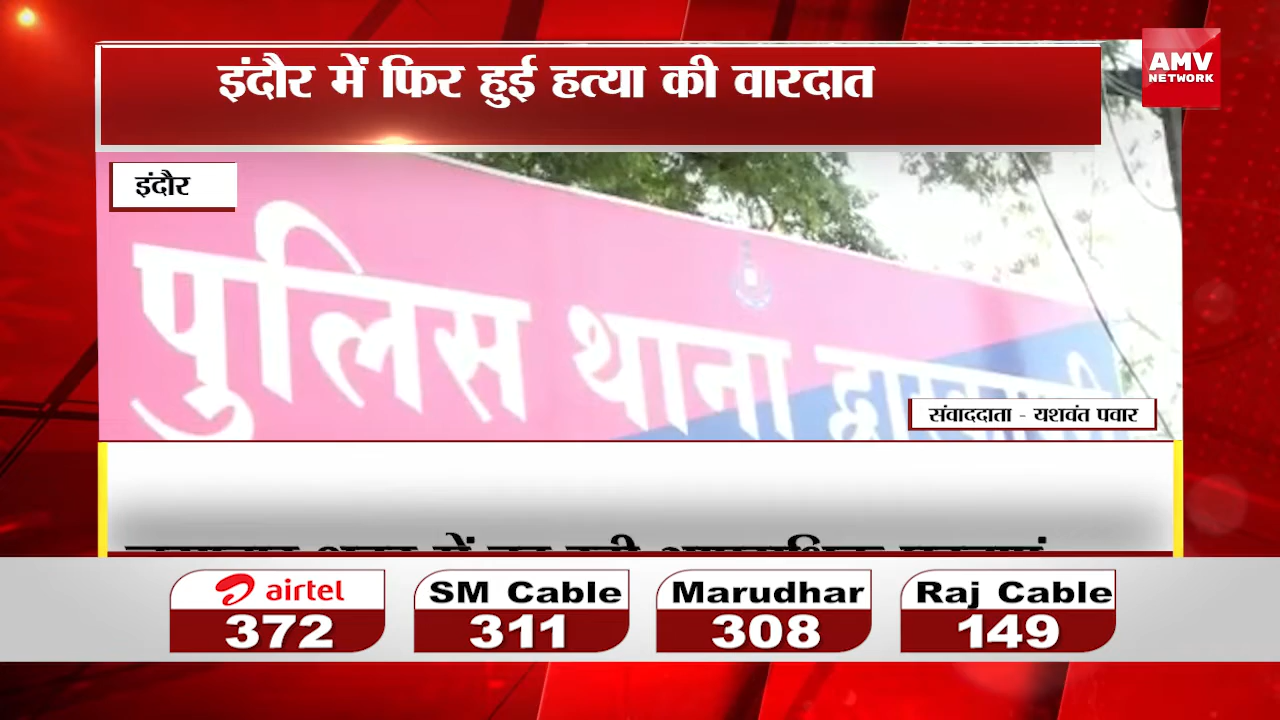 इंदौर में फिर हुई हत्या की वारदात
AMV
NETWORK
इंदौर
पुलिस थाना
संवाददाता - यशवंत पवार
airtel
372
SM Cable
311
Marudhar
308
Raj Cable
149